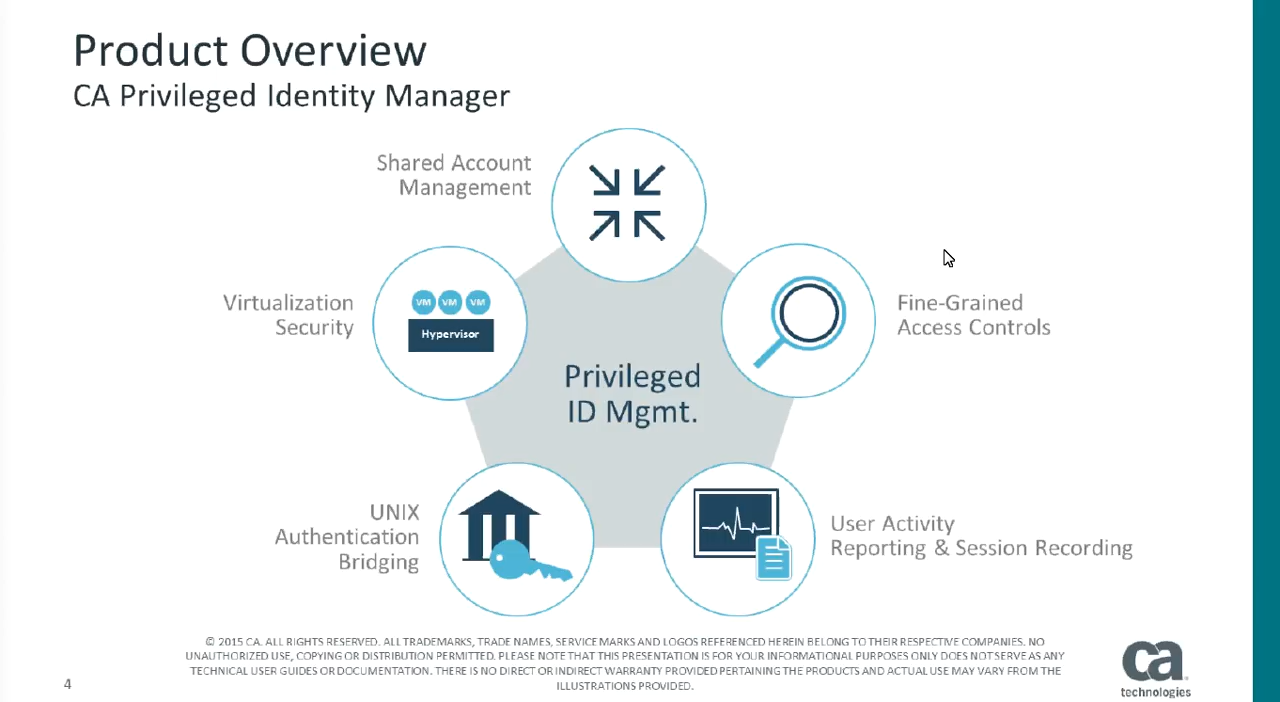 Product Overview
CA Privileged Identity Manager
Shared Account
Management
Virtualization
Security
VM VM VM
Hypervisor
Fine-Grained
Access Controls
Privileged
ID Mgmt.
UNIX
Authentication
Bridging
User Activity
Reporting & Session Recording
© 2015 CA. ALL RIGHTS RESERVED. ALL TRADEMARKS, TRADE NAMES, SERVICE MARKS AND LOGOS REFERENCED HEREIN BELONG TO THEIR RESPECTIVE COMPANIES. NO
UNAUTHORIZED USE, COPYING OR DISTRIBUTION PERMITTED. PLEASE NOTE THAT THIS PRESENTATION IS FOR YOUR INFORMATIONAL PURPOSES ONLY DOES NOT SERVE AS ANY
TECHNICAL USER GUIDES OR DOCUMENTATION. THERE IS NO DIRECT OR INDIRECT WARRANTY PROVIDED PERTAINING THE PRODUCTS AND ACTUAL USE MAY VARY FROM THE
ILLUSTRATIONS PROVIDED.
4
ca
technologies